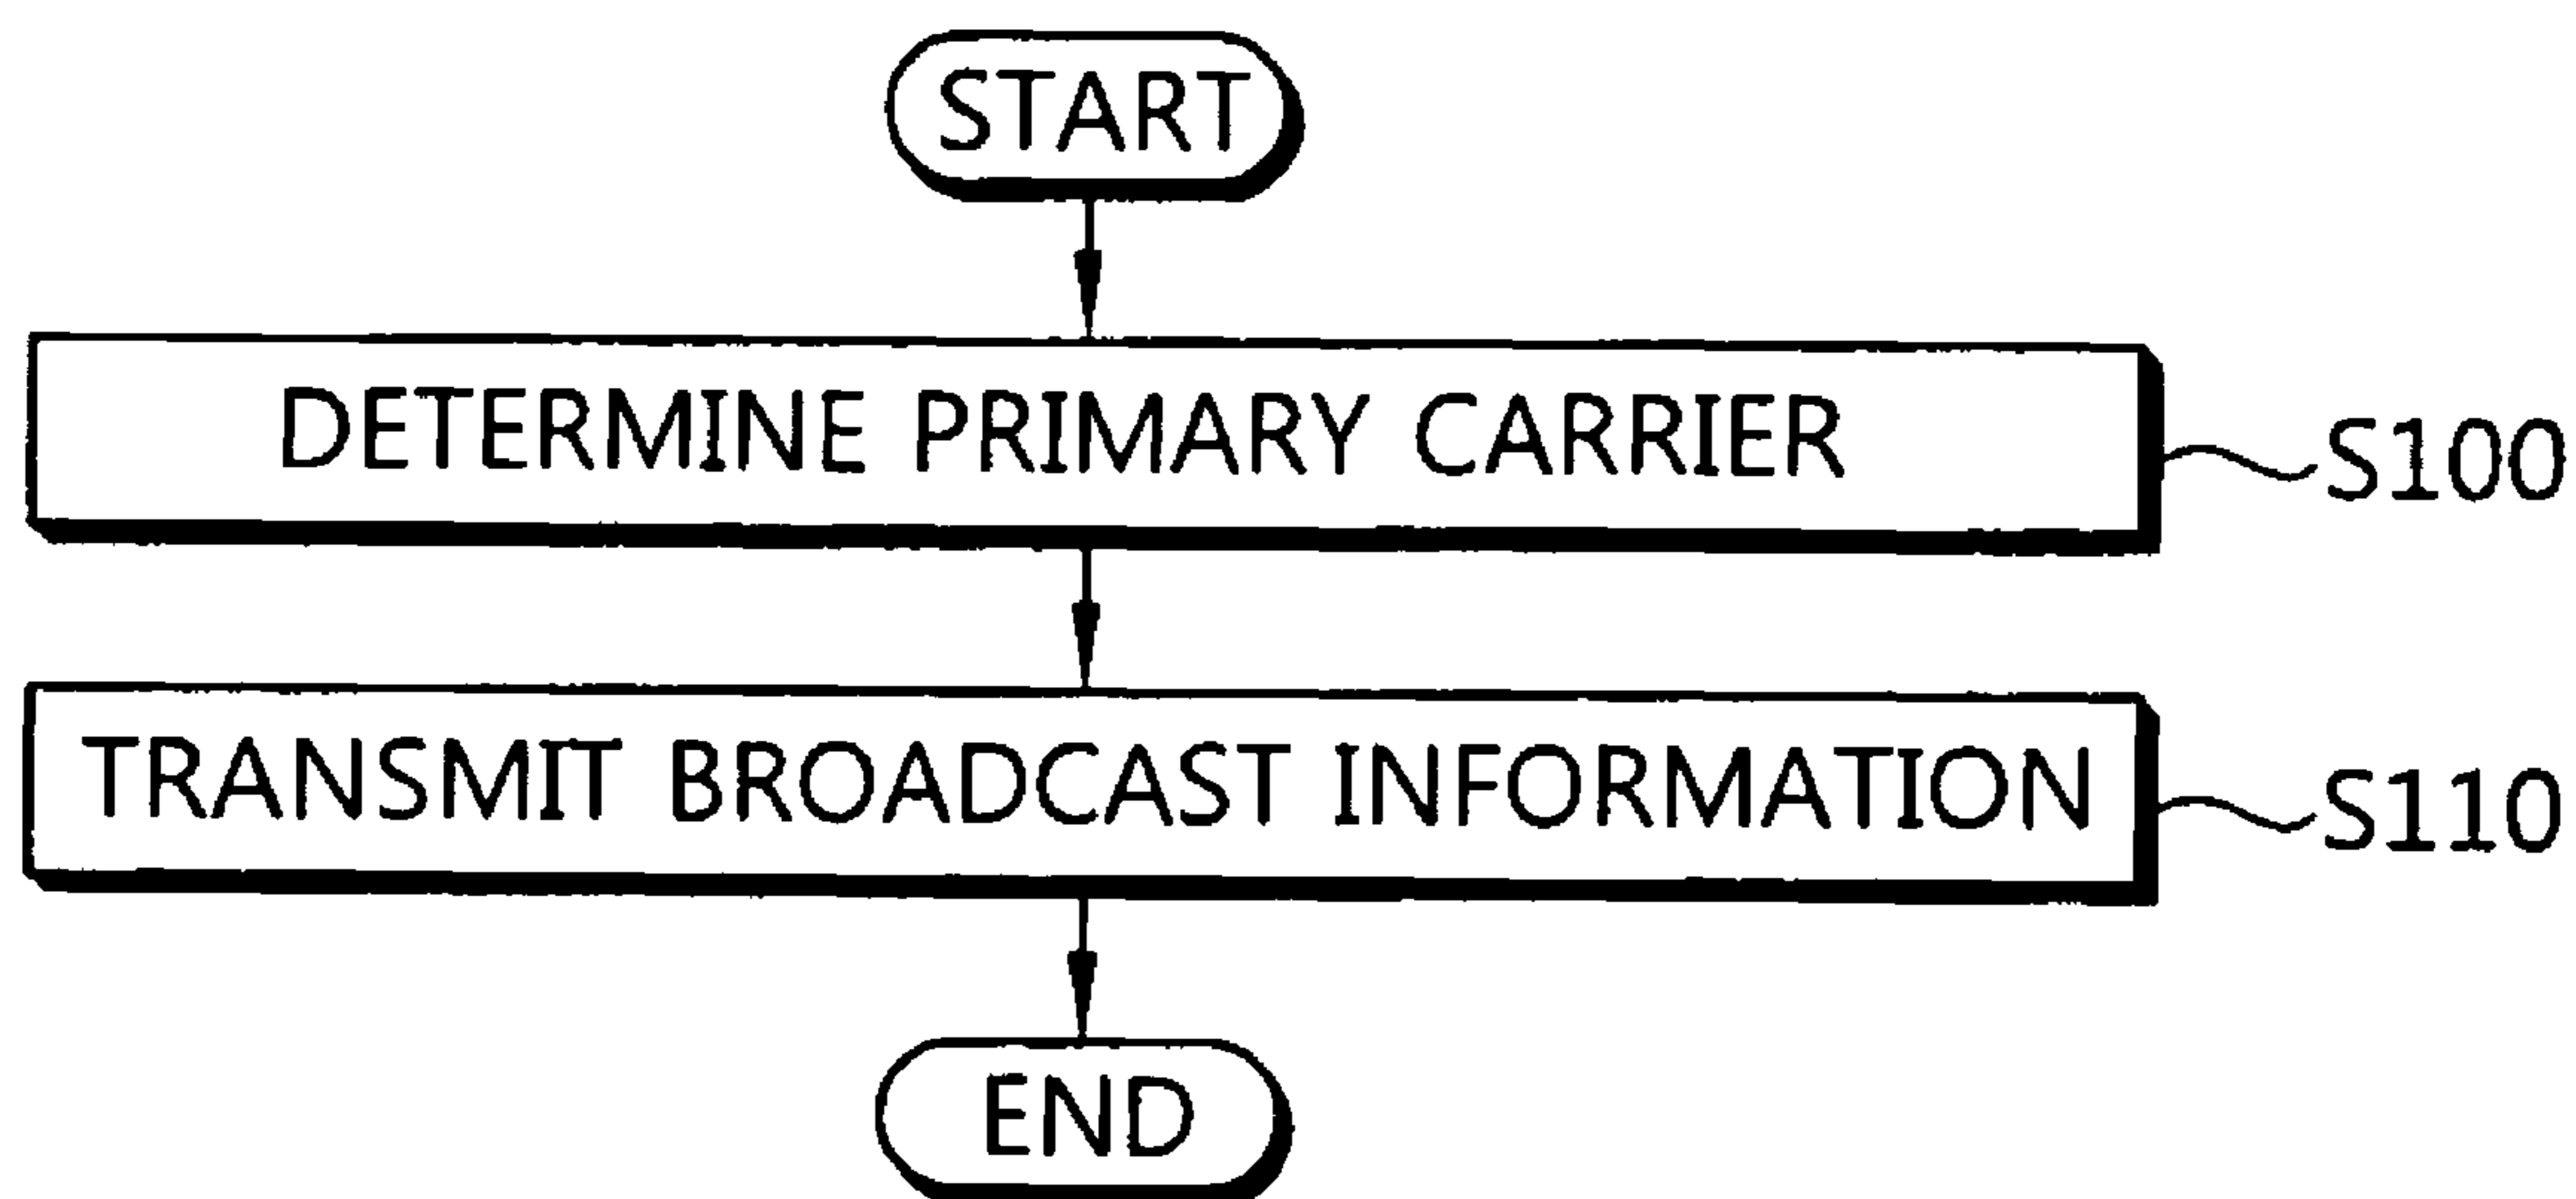 START
DETERMINE PRIMARY CARRIER
S100
TRANSMIT BROADCAST INFORMATION
S110
END